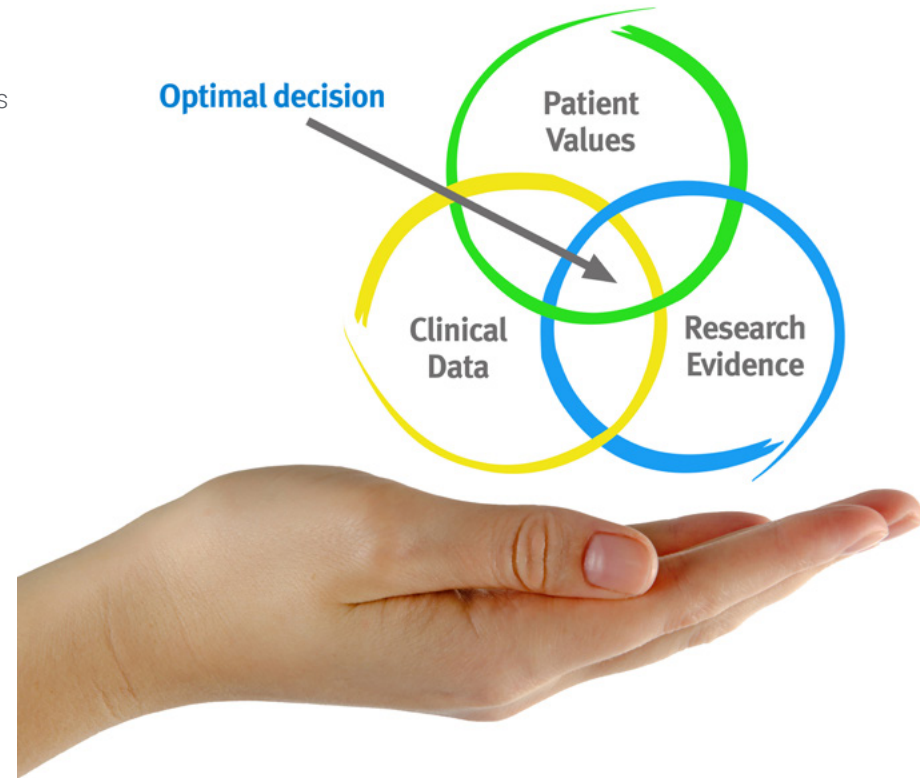 s
Optimal decision
Patient
Values
Clinical
Data
Research
Evidence